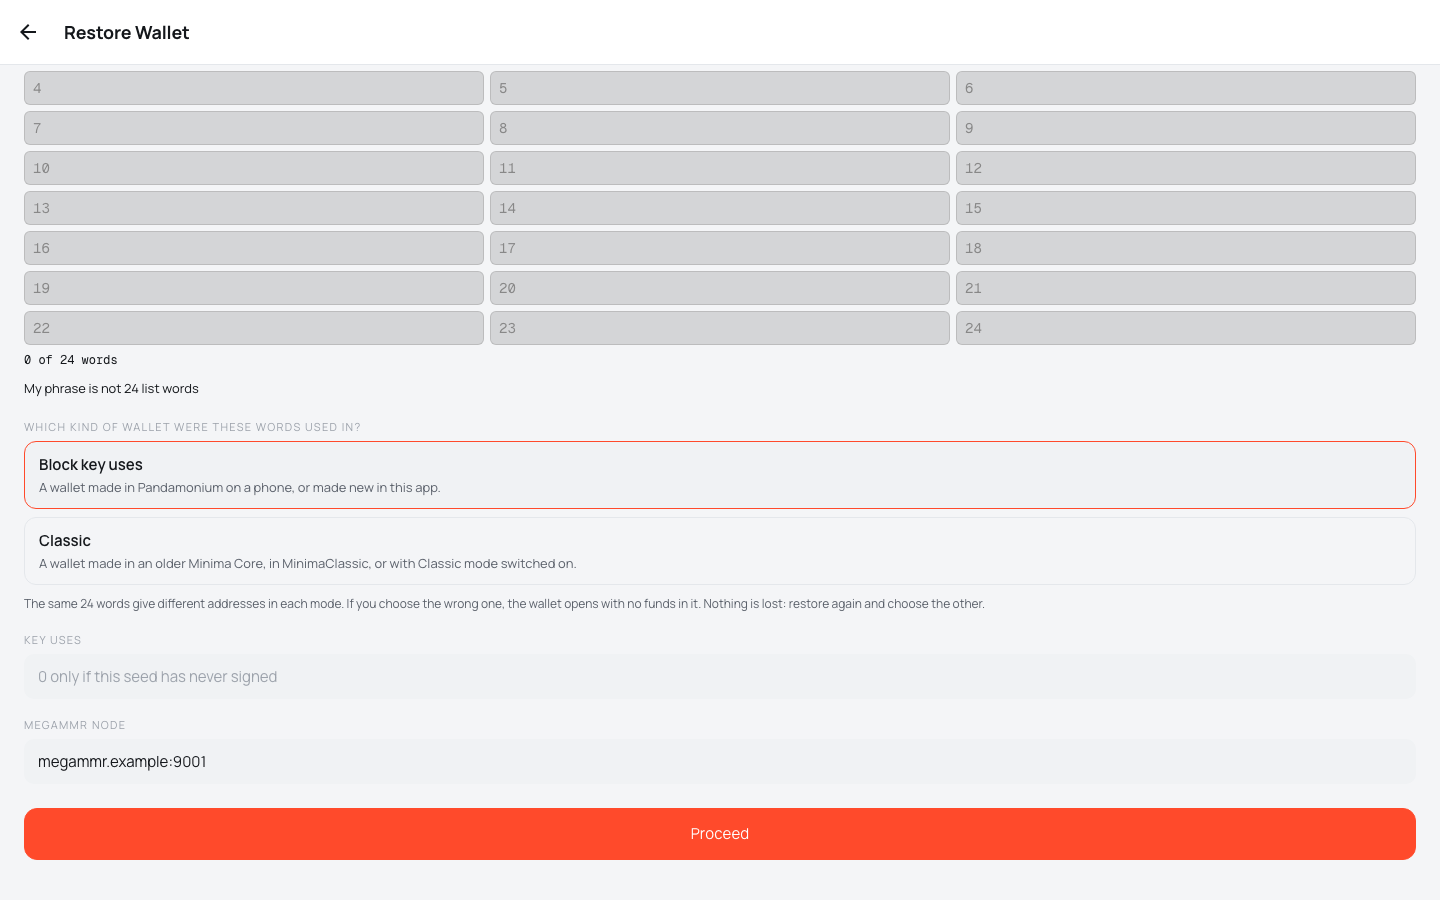 Restore Wallet
4 5 6
7 8 9
10 11 12
13 14 15
16 17 18
19 20 21
22 23 24
0 of 24 words
My phrase is not 24 list words
WHICH KIND OF WALLET WERE THESE WORDS USED IN?
Block key uses
A wallet made in Pandamonium on a phone, or made new in this app.
Classic
A wallet made in an older Minima Core, in MinimaClassic, or with Classic mode switched on.
The same 24 words give different addresses in each mode. If you choose the wrong one, the wallet opens with no funds in it. Nothing is lost: restore again and choose the other.
KEY USES
0 only if this seed has never signed
MEGAMMR NODE
megammr.example:9001
Proceed